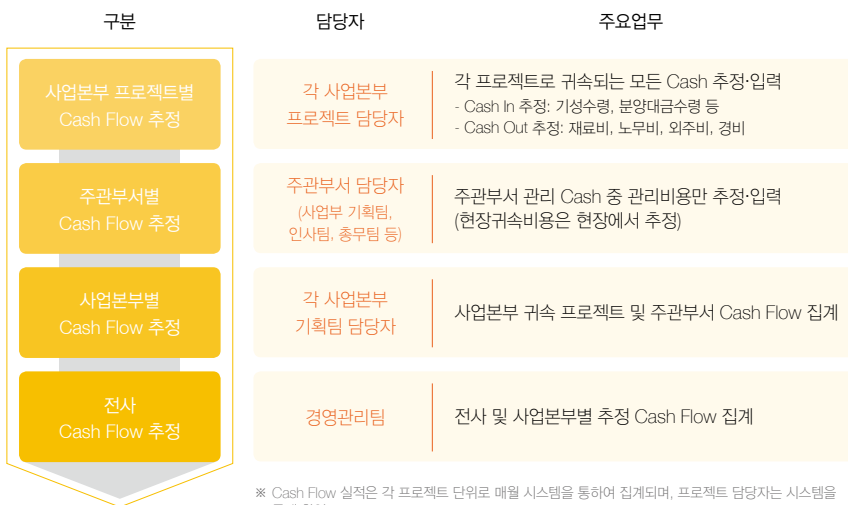 구분
담당자
주요업무
사업본부 프로젝트별
Cash Flow 추정
각 사업본부
프로젝트 담당자
각 프로젝트로 귀속되는 모든 Cash 추정·입력
- Cash In 추정: 기성수령, 분양대금수령 등
- Cash Out 추정: 재료비, 노무비, 외주비, 경비
주관부서별
Cash Flow 추정
주관부서 담당자
(사업부 기획팀,
인사팀, 총무팀 등)
주관부서 관리 Cash 중 관리비용만 추정·입력
(현장귀속비용은 현장에서 추정)
사업본부별
Cash Flow 추정
각 사업본부
기획팀 담당자
사업본부 귀속 프로젝트 및 주관부서 Cash Flow 집계
전사
Cash Flow 추정
경영관리팀
전사 및 사업본부별 추정 Cash Flow 집계
※ Cash Flow 실적은 각 프로젝트 단위로 매월 시스템을 통하여 집계되며, 프로젝트 담당자는 시스템을